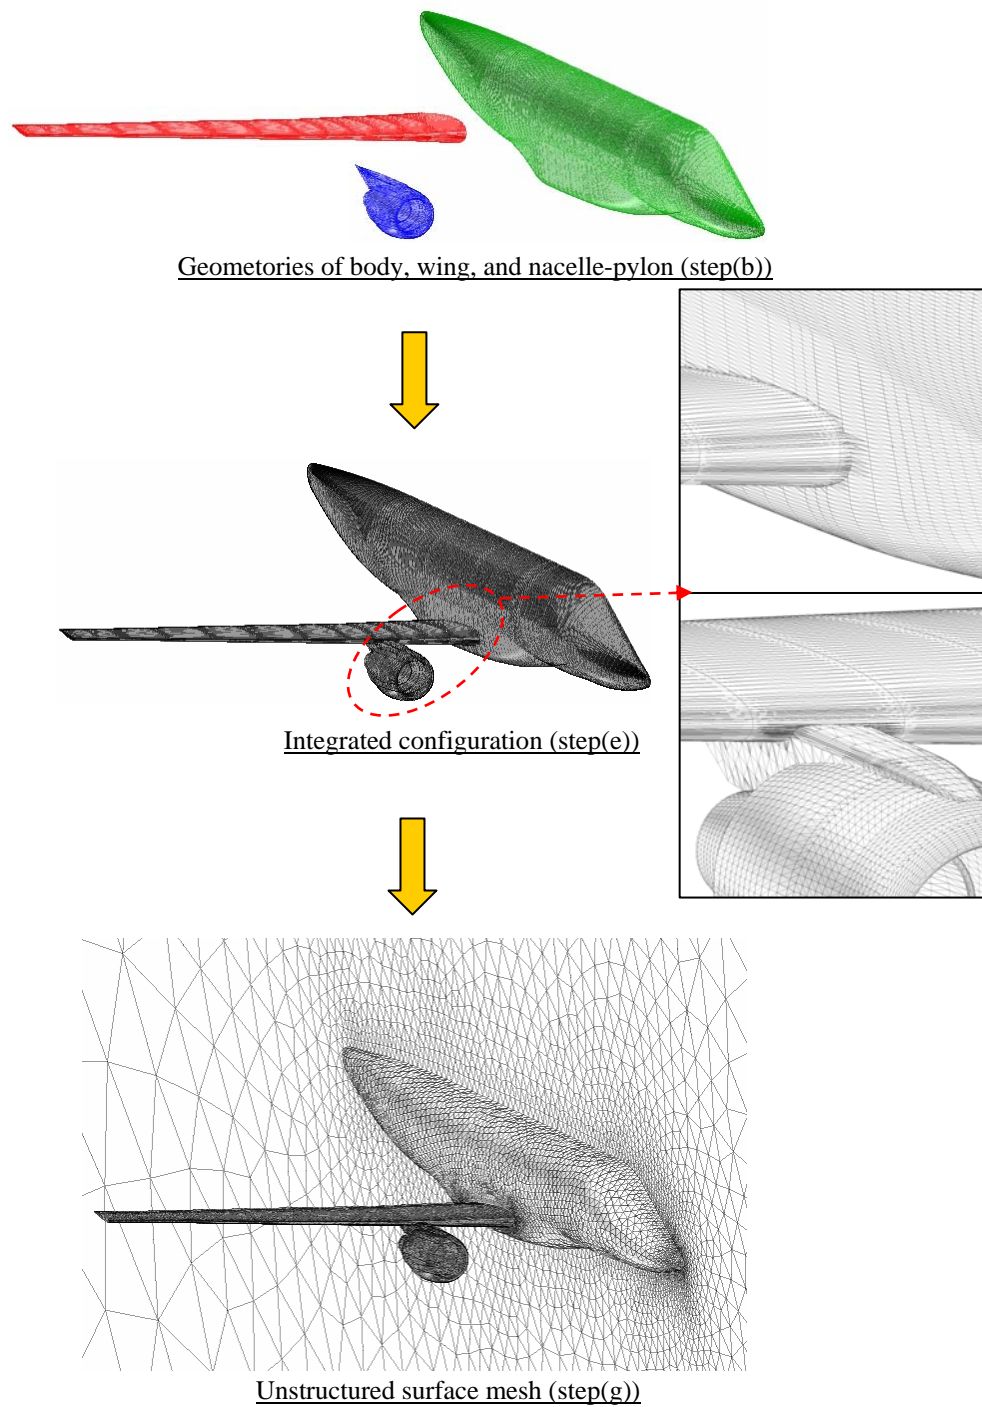 Geometories of body, wing, and nacelle-pylon (step(b))
Integrated configuration (step(e))
Unstructured surface mesh (step(g))